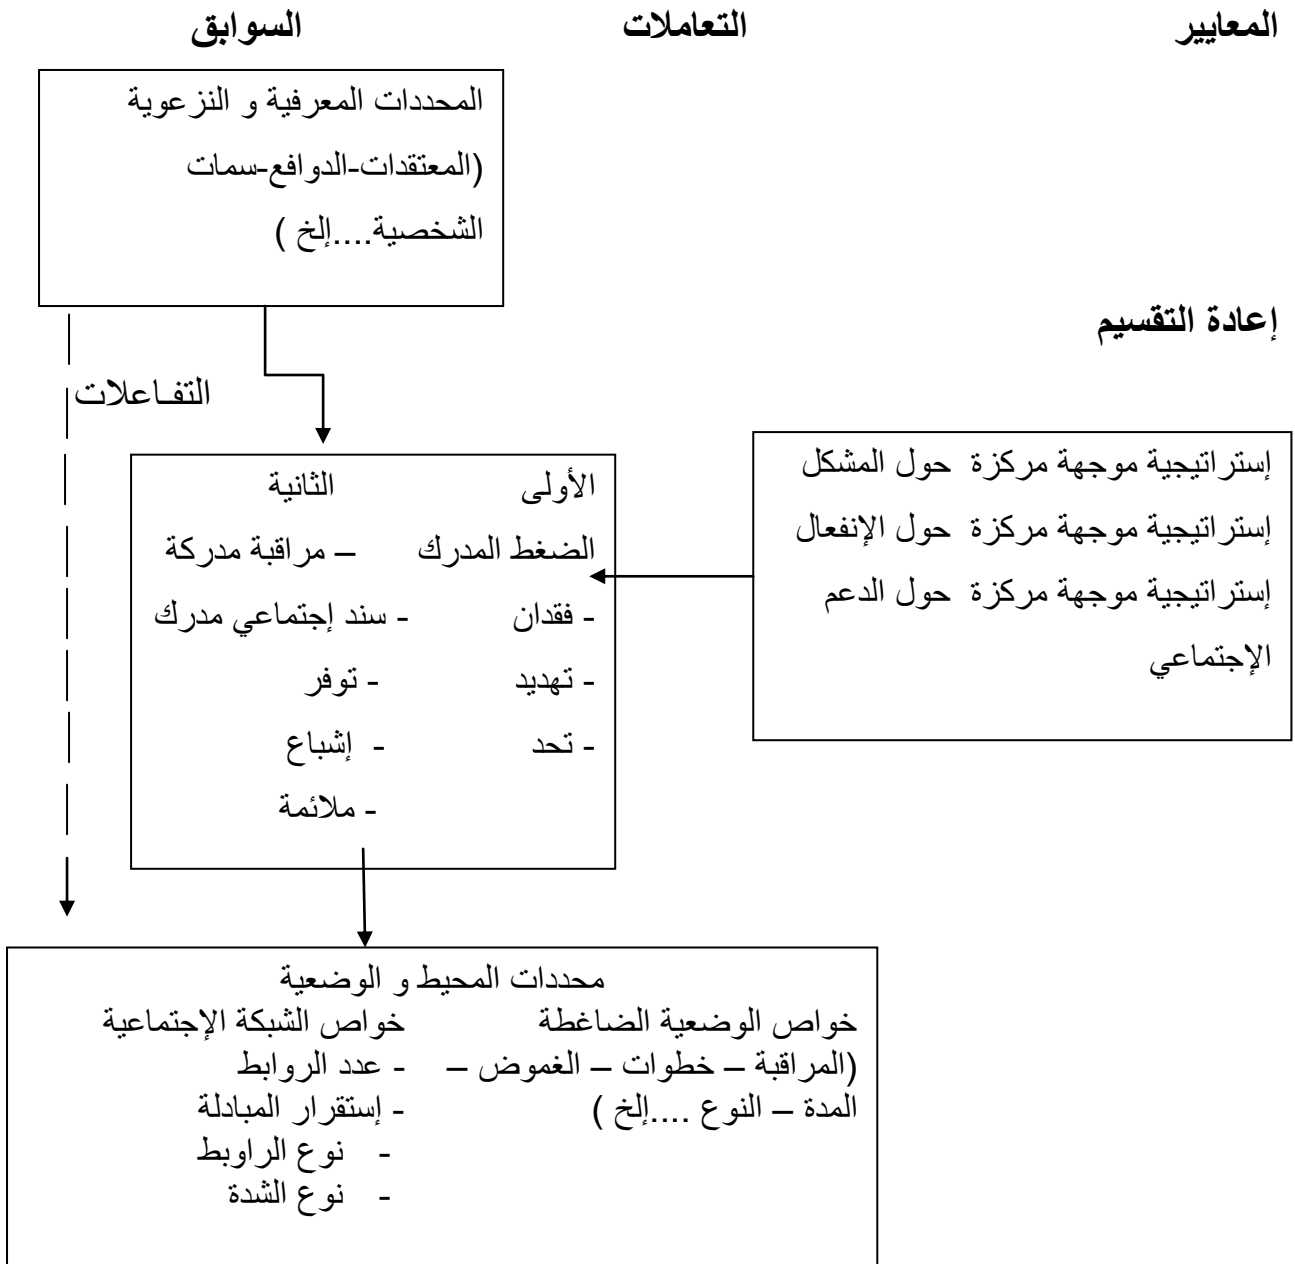 المعايير التعاملات السوابق
المحددات المعرفية و النزعوية
(المعتقدات-الدوافع-سمات
الشخصية....إلخ )
إعادة التقسيم
التفاعلات
إستراتيجية موجهة مركزة حول المشكل
إستراتيجية موجهة مركزة حول الإنفعال
إستراتيجية موجهة مركزة حول الدعم
الإجتماعي
الأولى الثانية
الضغط المدرك – مراقبة مدركة
- فقدان - سند إجتماعي مدرك
- تهديد - توفر
- تحد - إشباع
- ملائمة
محددات المحيط و الوضعية
خواص الوضعية الضاغطة خواص الشبكة الإجتماعية
(المراقبة – خطوات – الغموض – - عدد الروابط
المدة – النوع ....إلخ ) - إستقرار المبادلة
- نوع الراوبط
- نوع الشدة